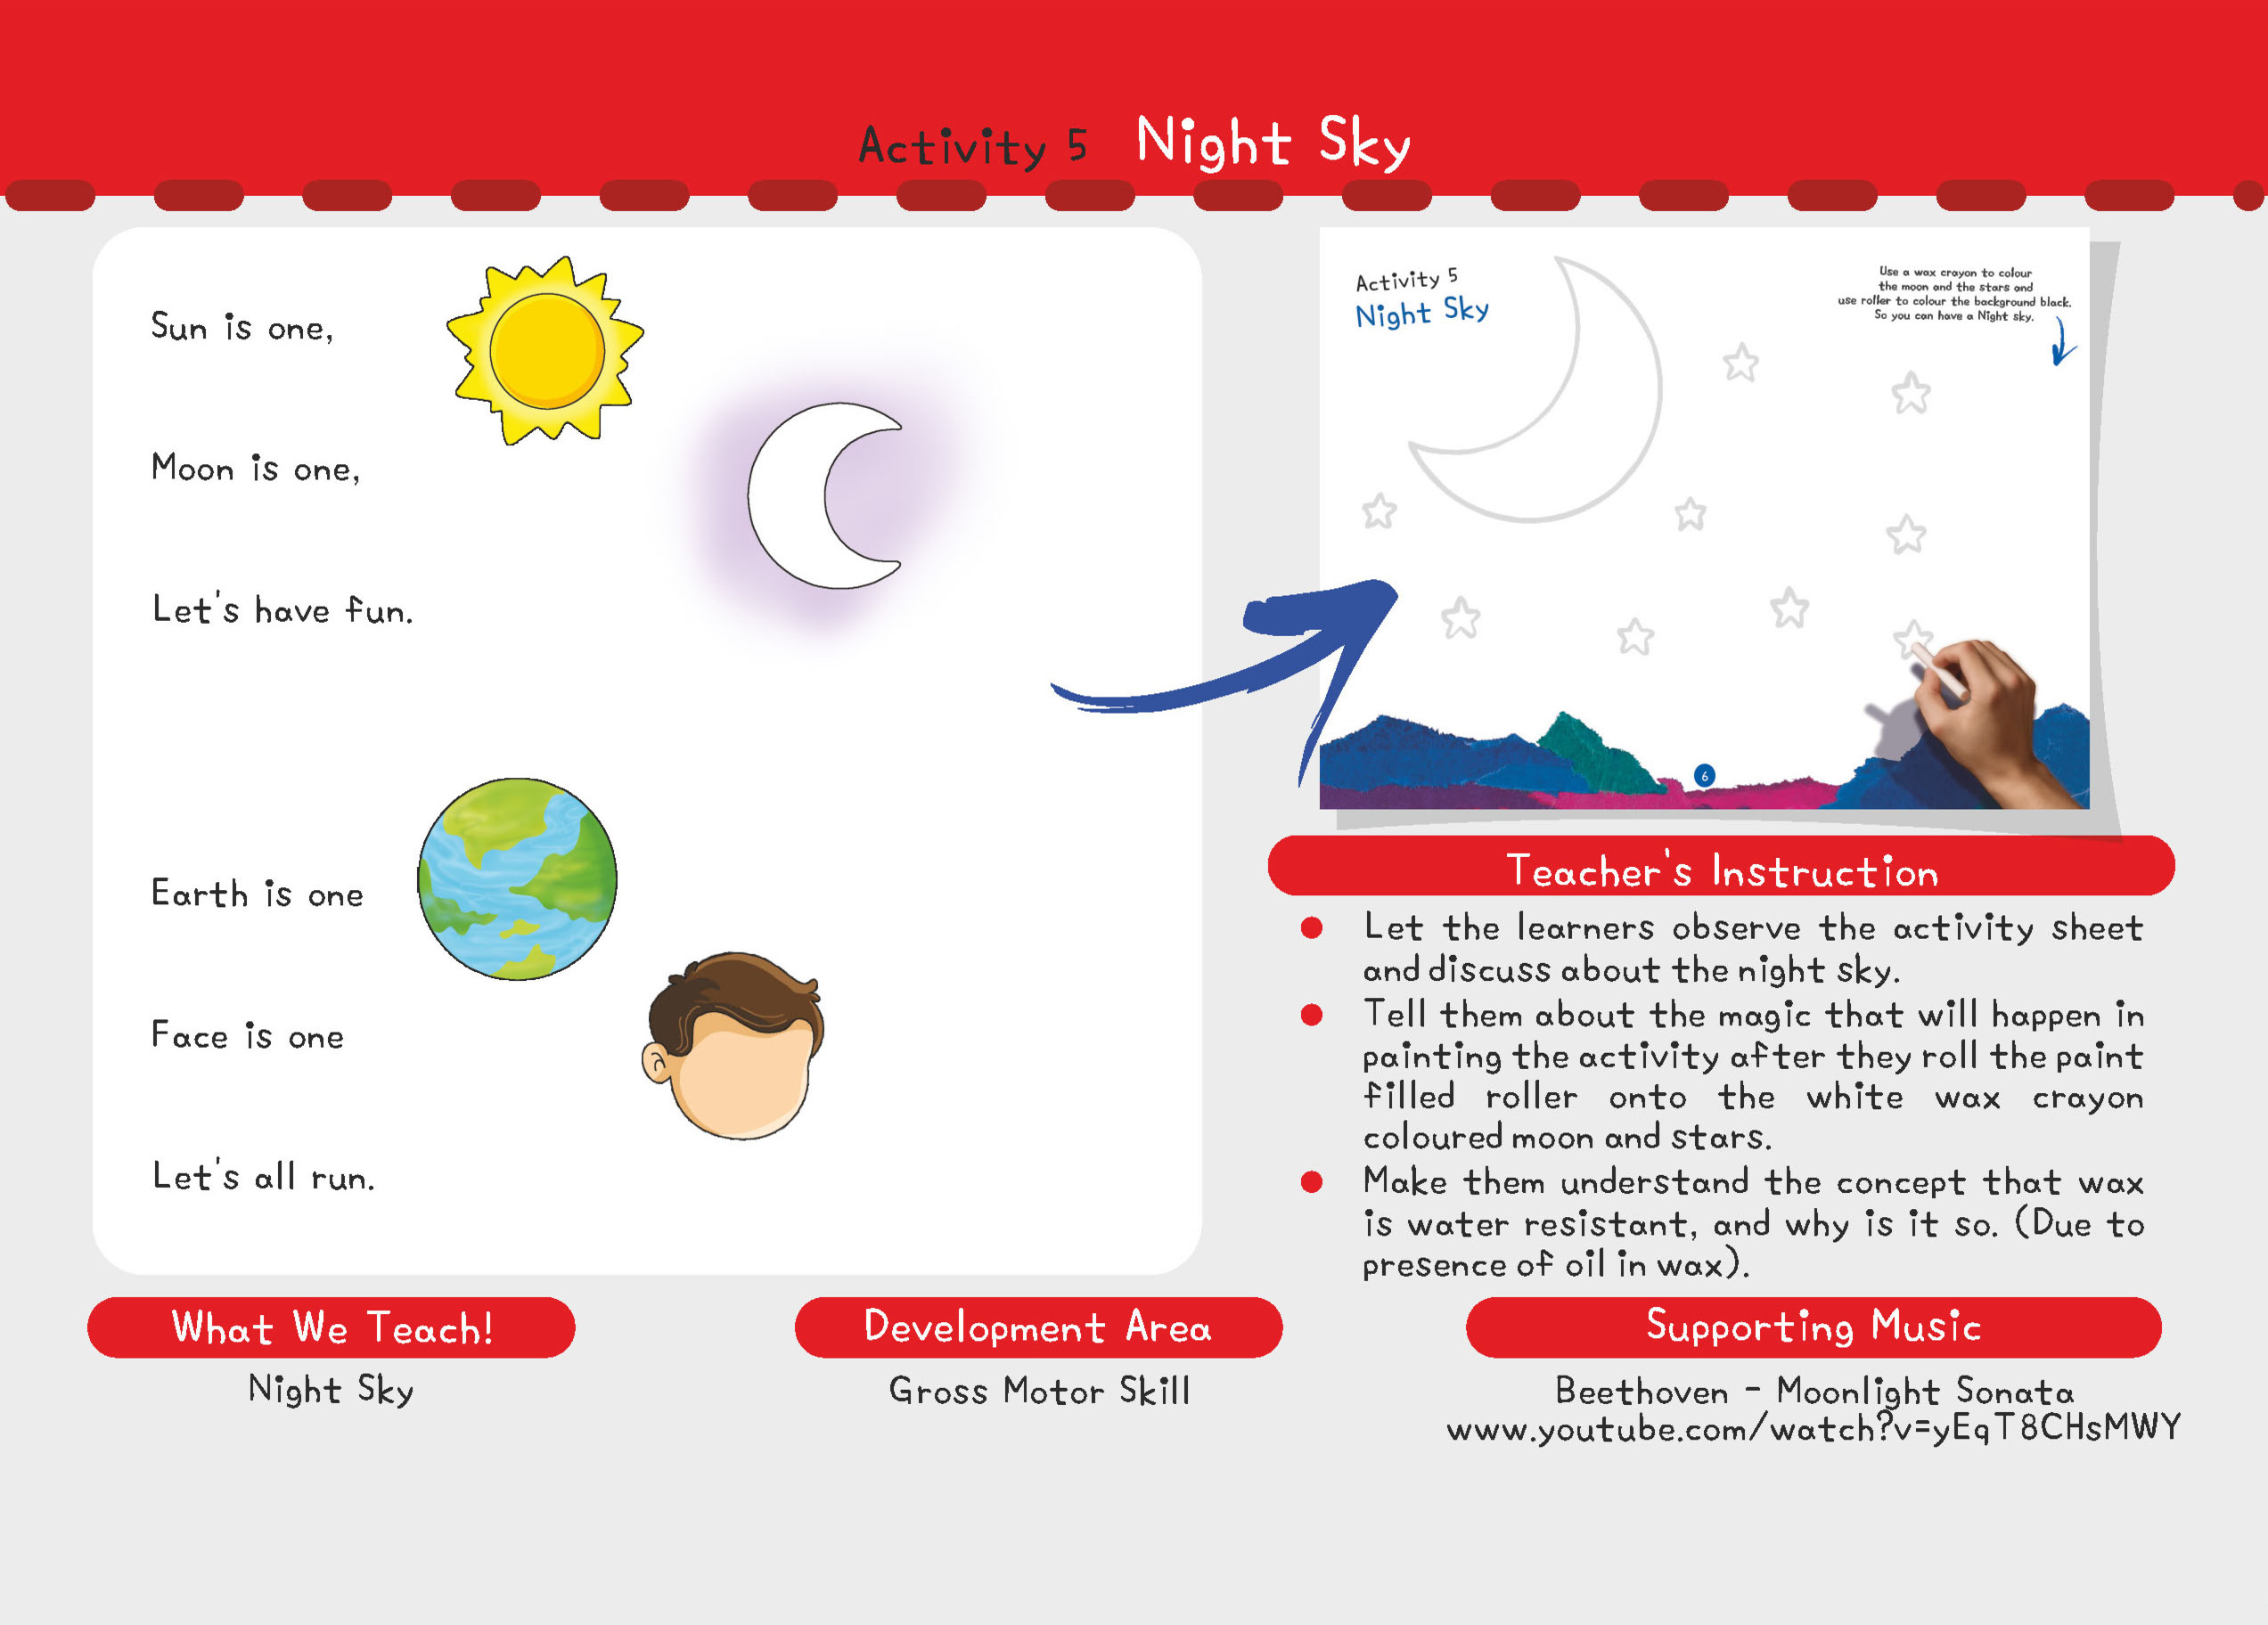 Activity 5 Night Sky
Sun is one,
Moon is one,
Let's have fun.
Earth is one
Face is one
Let's all run.
Activity 5
Night Sky
Use a wax crayon to colour
the moon and the stars and
use roller to colour the background black.
So you can have a Night sky.
6
Teacher's Instruction
Let the learners observe the activity sheet
and discuss about the night sky.
Tell them about the magic that will happen in
painting the activity after they roll the paint
filled roller onto the white wax crayon
coloured moon and stars.
Make them understand the concept that wax
is water resistant, and why is it so. (Due to
presence of oil in wax).
What We Teach!
Night Sky
Development Area
Gross Motor Skill
Supporting Music
Beethoven - Moonlight Sonata
www.youtube.com/watch?v=yEqT8CHsMWY